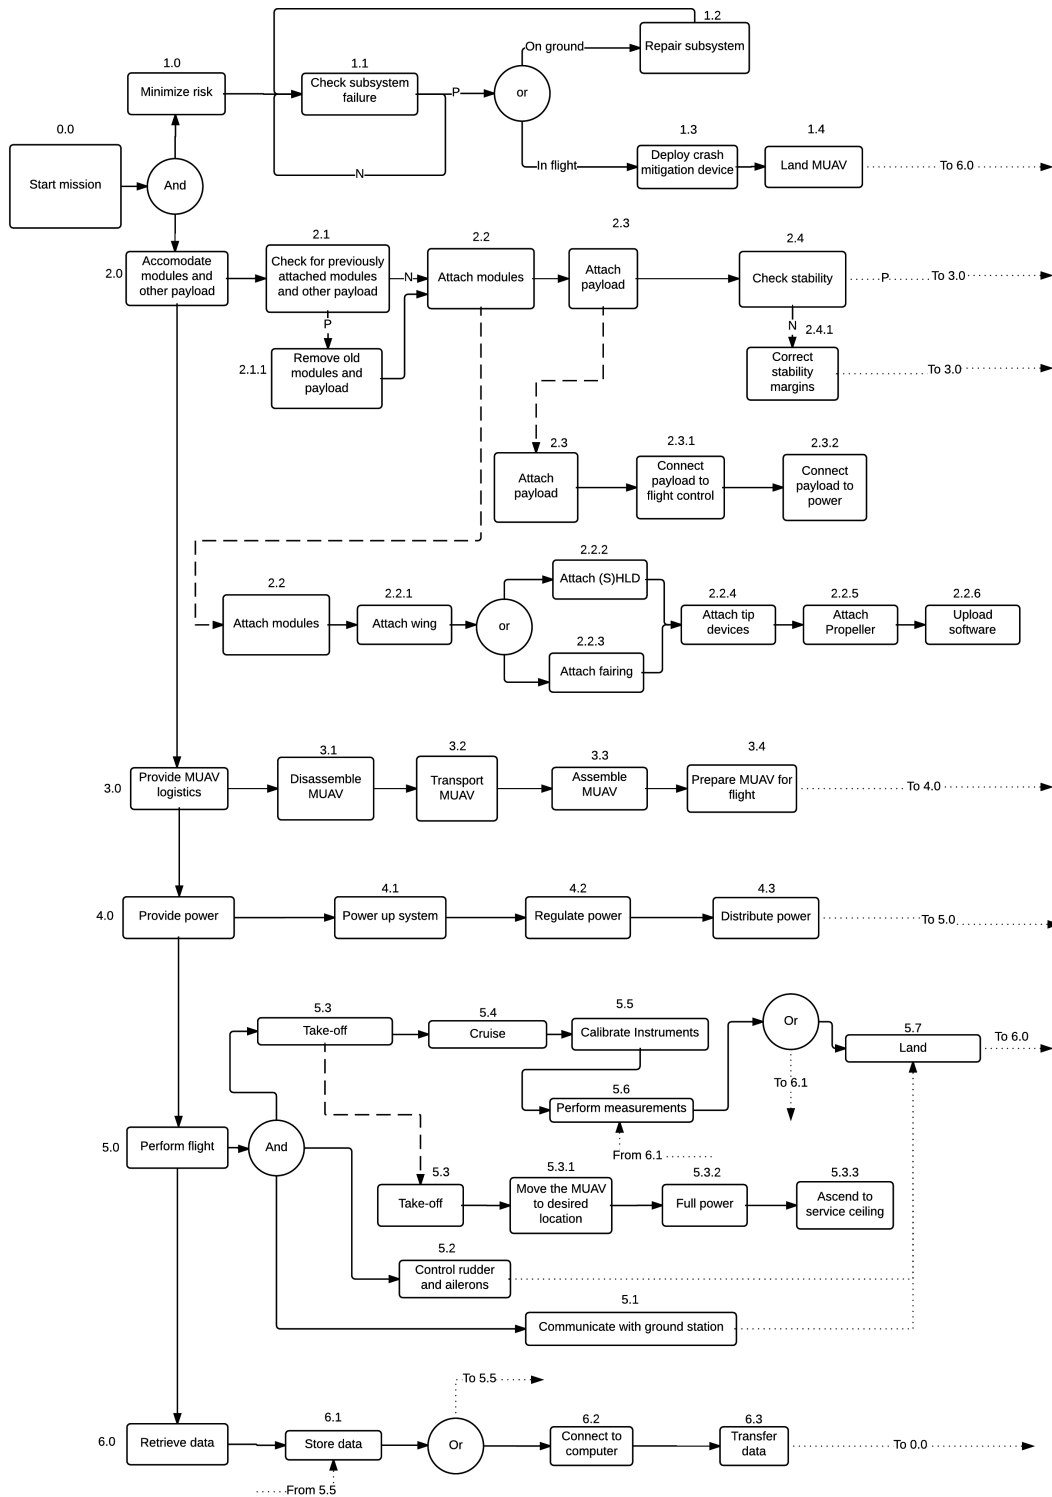 1.2
On ground
Repair subsystem
1.0
1.1
Minimize risk
Check subsystem
failure
P
or
0.0
1.3
1.4
Start mission
And
N
In flight
Deploy crash
mitigation device
Land MUAV
To 6.0
2.0
Accomodate
modules and
other payload
2.1
Check for previously
attached modules
and other payload
N
2.2
Attach modules
2.3
Attach
payload
2.4
Check stability
P
To 3.0
P
N
2.4.1
2.1.1
Remove old
modules and
payload
Correct
stability
margins
To 3.0
2.3
Attach
payload
2.3.1
Connect
payload to
flight control
2.3.2
Connect
payload to
power
2.2
Attach modules
2.2.1
Attach wing
or
2.2.2
Attach (S)HLD
2.2.3
Attach fairing
2.2.4
Attach tip
devices
2.2.5
Attach
Propeller
2.2.6
Upload
software
3.0
Provide MUAV
logistics
3.1
Disassemble
MUAV
3.2
Transport
MUAV
3.3
Assemble
MUAV
3.4
Prepare MUAV for
flight
To 4.0
4.0
Provide power
4.1
Power up system
4.2
Regulate power
4.3
Distribute power
To 5.0
5.3
Take-off
5.4
Cruise
5.5
Calibrate Instruments
Or
5.7
Land
To 6.0
To 6.1
5.6
Perform measurements
From 6.1
5.0
Perform flight
And
5.3
Take-off
5.3.1
Move the MUAV
to desired
location
5.3.2
Full power
5.3.3
Ascend to
service ceiling
5.2
Control rudder
and ailerons
5.1
Communicate with ground station
To 5.5
6.0
Retrieve data
6.1
Store data
Or
6.2
Connect to
computer
6.3
Transfer
data
To 0.0
From 5.5